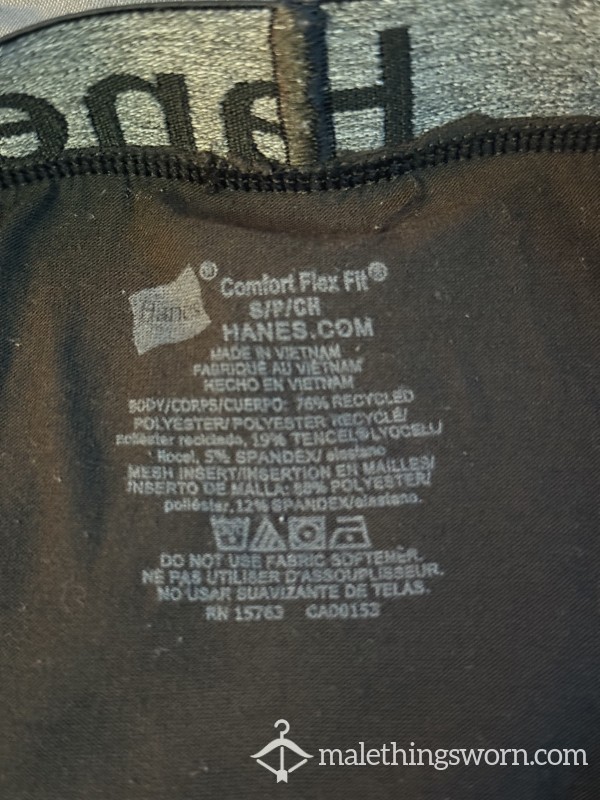 Hanes
Hanes
® Comfort Flex Fit®
S/P/CH
HANES.COM
MADE IN VIETNAM
FABRIQUÉ AU VIETNAM
HECHO EN VIETNAM
BODY/CORPS/CUERPO: 76% RECYCLED
POLYESTER/POLYESTER RECYCLÉ/
poliéster reciclado, 19% TENCEL®LYOCELL/
liocel, 5% SPANDEX/elastano
MESH INSERT/INSERTION EN MAILLES/
INSERTO DE MALLA: 88% POLYESTER/
poliéster, 12% SPANDEX/elastano.
DO NOT USE FABRIC SOFTENER.
NE PAS UTILISER D'ASSOUPLISSEUR.
NO USAR SUAVIZANTE DE TELAS.
RN 15763 CA00153
malethingsworn.com